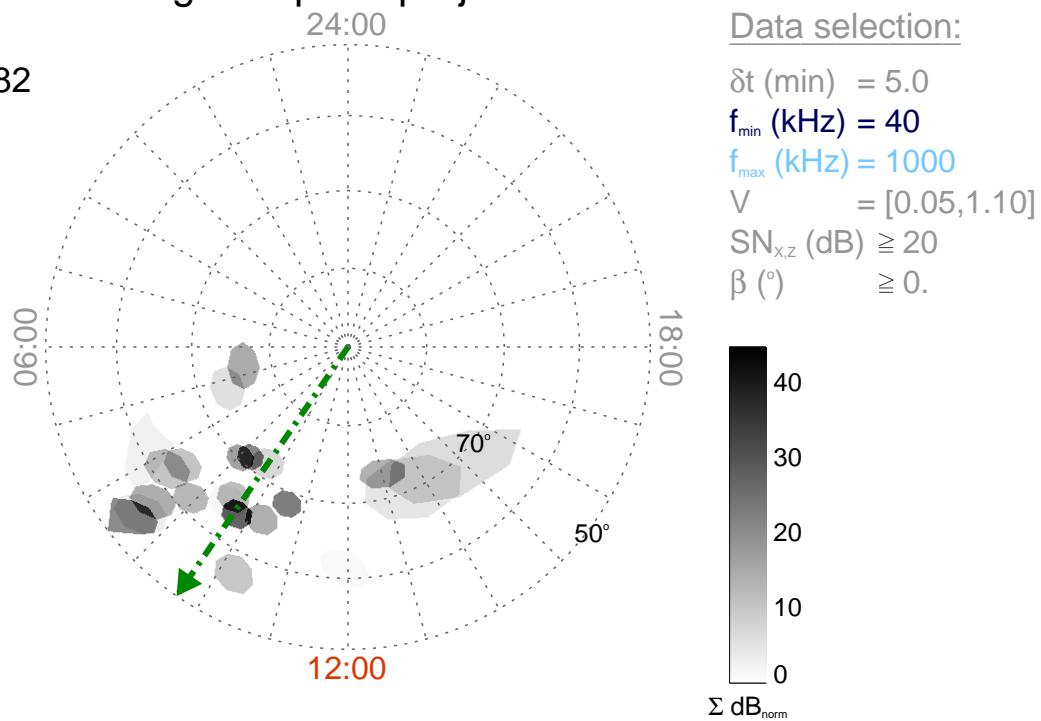 24:00
06:00
18:00
12:00
70°
50°
82
Data selection:
δt (min) = 5.0
fmin (kHz) = 40
fmax (kHz) = 1000
V = [0.05,1.10]
SNX,Z (dB) ≧ 20
β (°) ≧ 0.
40
30
20
10
0
Σ dBnorm